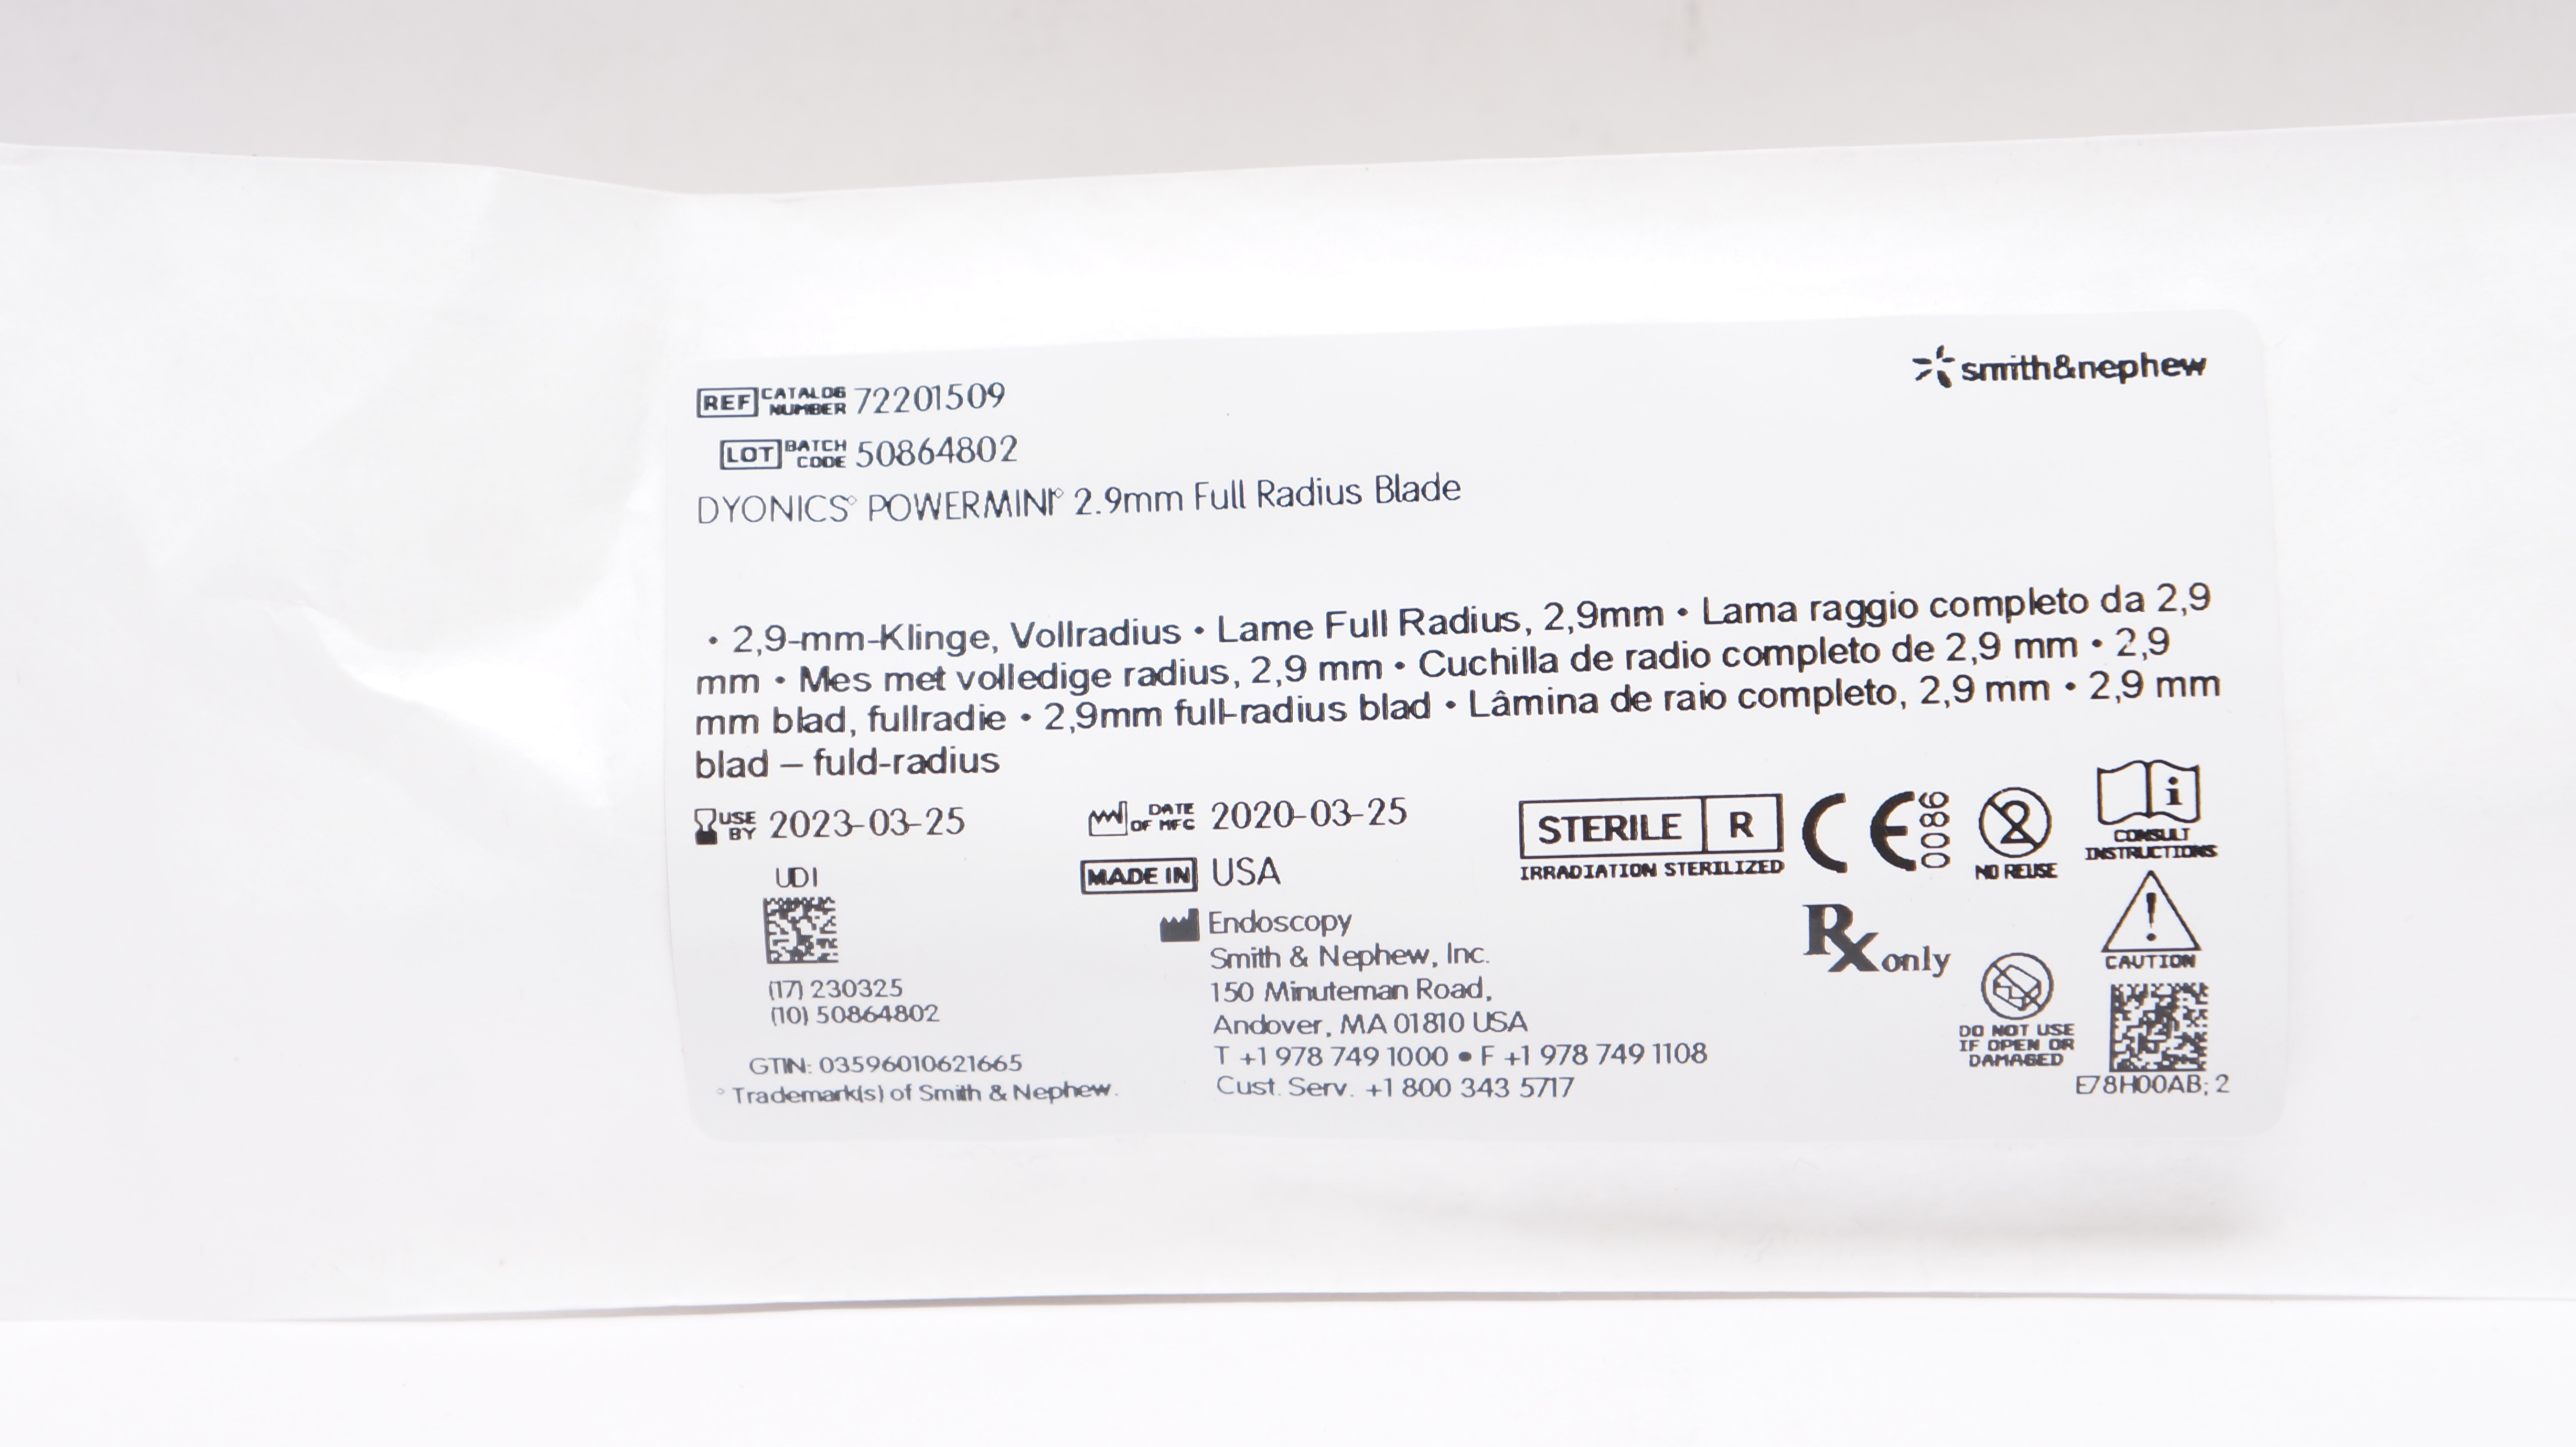 smith&nephew
REF CATALOG NUMBER 72201509
LOT BATCH CODE 50864802
DYONICS° POWERMINI° 2.9mm Full Radius Blade
• 2,9-mm-Klinge, Vollradius • Lame Full Radius, 2,9mm • Lama raggio completo da 2,9
mm • Mes met volledige radius, 2,9 mm • Cuchilla de radio completo de 2,9 mm • 2,9
mm blad, fullradie • 2,9mm full-radius blad • Lâmina de raio completo, 2,9 mm • 2,9 mm
blad – fuld-radius
USE BY 2023-03-25
DATE OF MFG 2020-03-25
MADE IN USA
STERILE R
IRRADIATION STERILIZED
CE 0086
2
NO REUSE
i
CONSULT
INSTRUCTIONS
UDI
(17) 230325
(10) 50864802
GTIN: 03596010621665
° Trademark(s) of Smith & Nephew.
Endoscopy
Smith & Nephew, Inc.
150 Minuteman Road,
Andover, MA 01810 USA
T +1 978 749 1000 • F +1 978 749 1108
Cust. Serv. +1 800 343 5717
Rx only
!
CAUTION
DO NOT USE
IF OPEN OR
DAMAGED
E78H00AB; 2